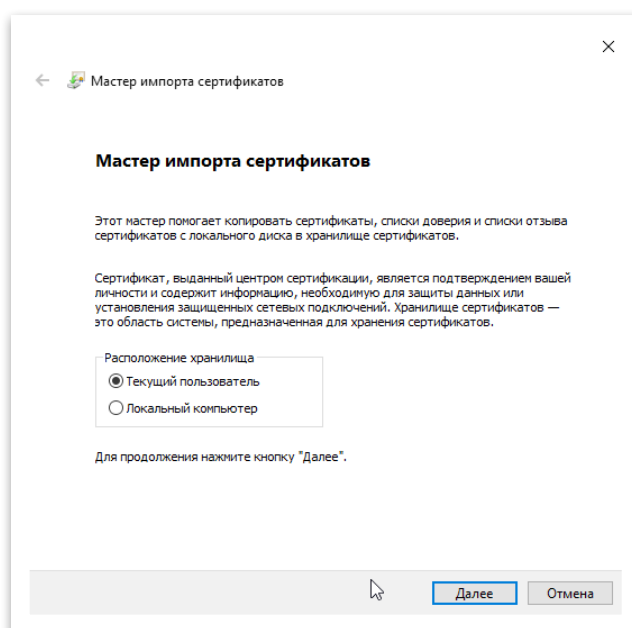 Мастер импорта сертификатов
Мастер импорта сертификатов
Этот мастер помогает копировать сертификаты, списки доверия и списки отзыва
сертификатов с локального диска в хранилище сертификатов.
Сертификат, выданный центром сертификации, является подтверждением вашей
личности и содержит информацию, необходимую для защиты данных или
установления защищенных сетевых подключений. Хранилище сертификатов —
это область системы, предназначенная для хранения сертификатов.
Расположение хранилища
Текущий пользователь
Локальный компьютер
Для продолжения нажмите кнопку "Далее".
Далее
Отмена